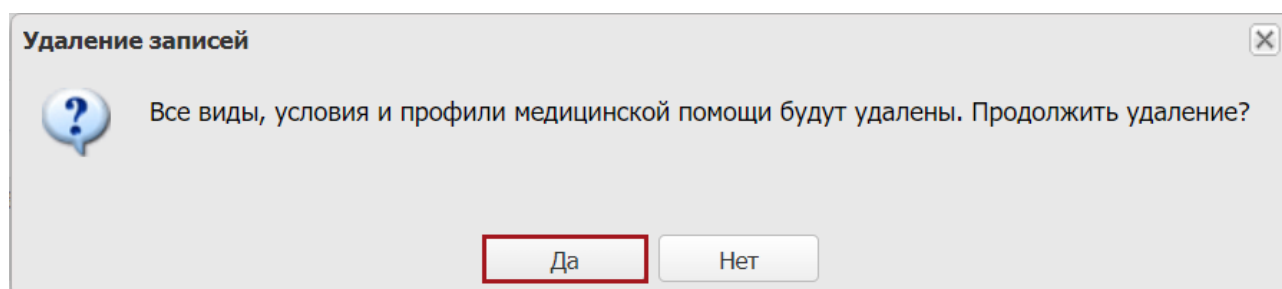 Удаление записей
Все виды, условия и профили медицинской помощи будут удалены. Продолжить удаление?
Да
Нет